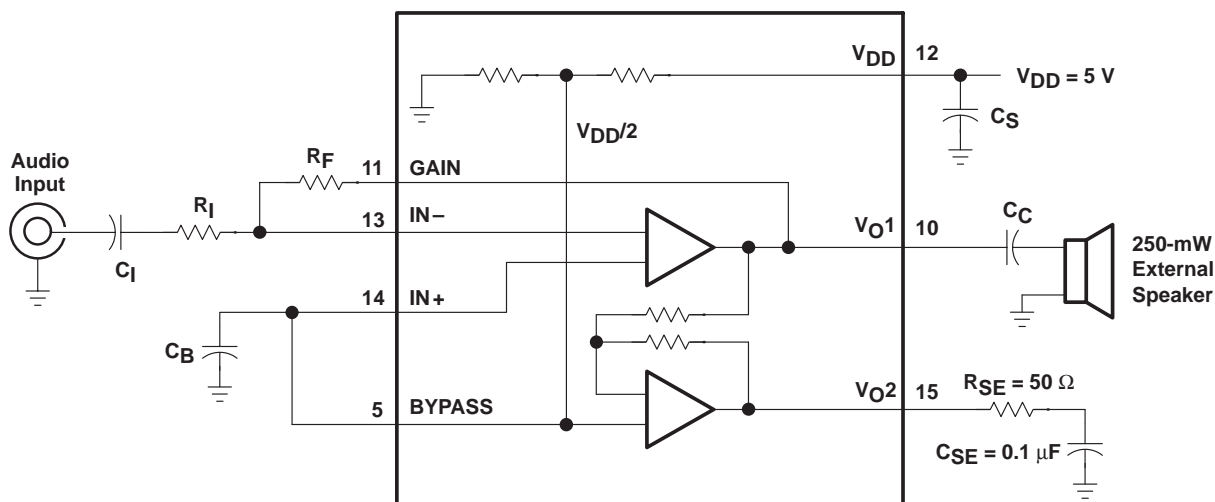 VDD 12
VDD = 5 V
CS
VDD/2
Audio
Input
RF
11 GAIN
RI
13 IN−
CI
VO1 10
CC
250-mW
External
Speaker
14 IN+
CB
5 BYPASS
VO2 15
RSE = 50 Ω
CSE = 0.1 μF